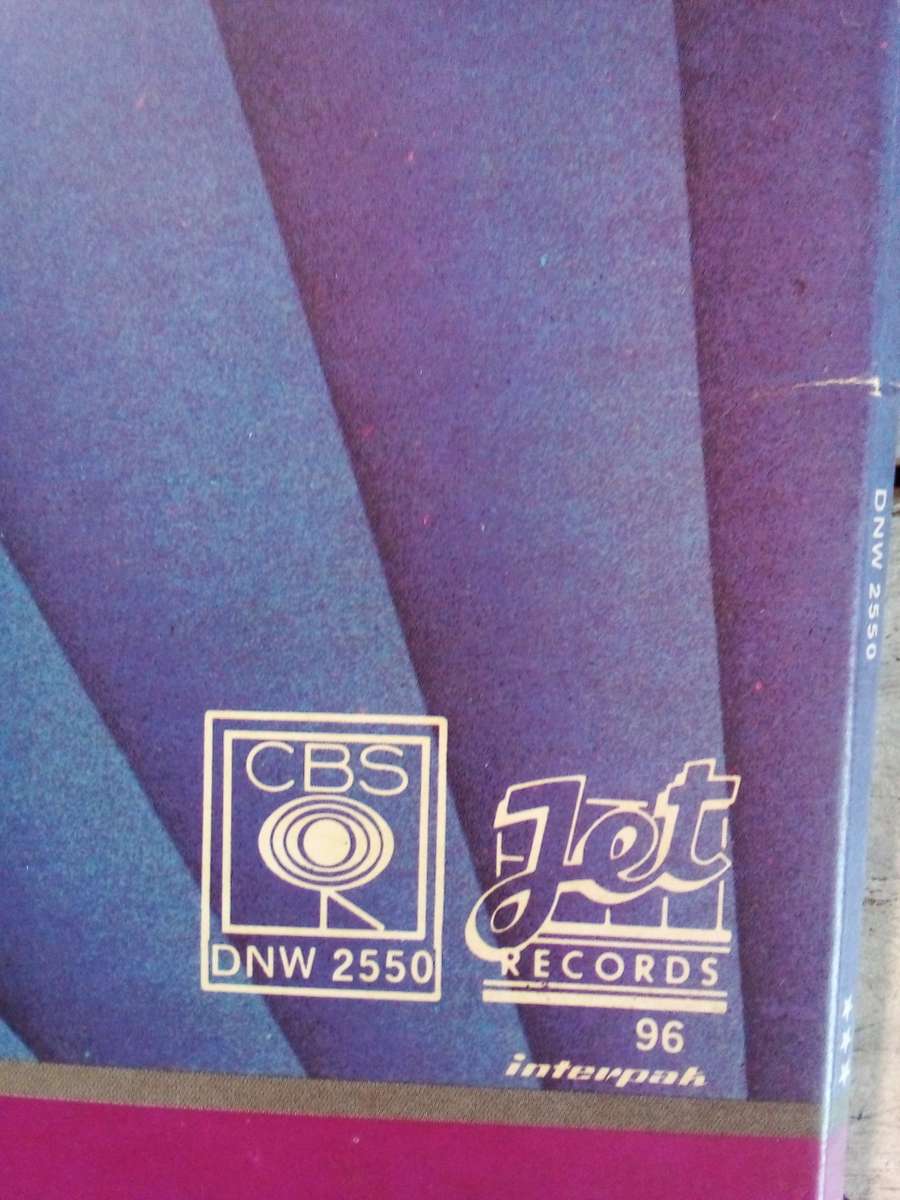 CBS
DNW 2550
Jet
RECORDS
96
interpak
DNW 2550
★★★